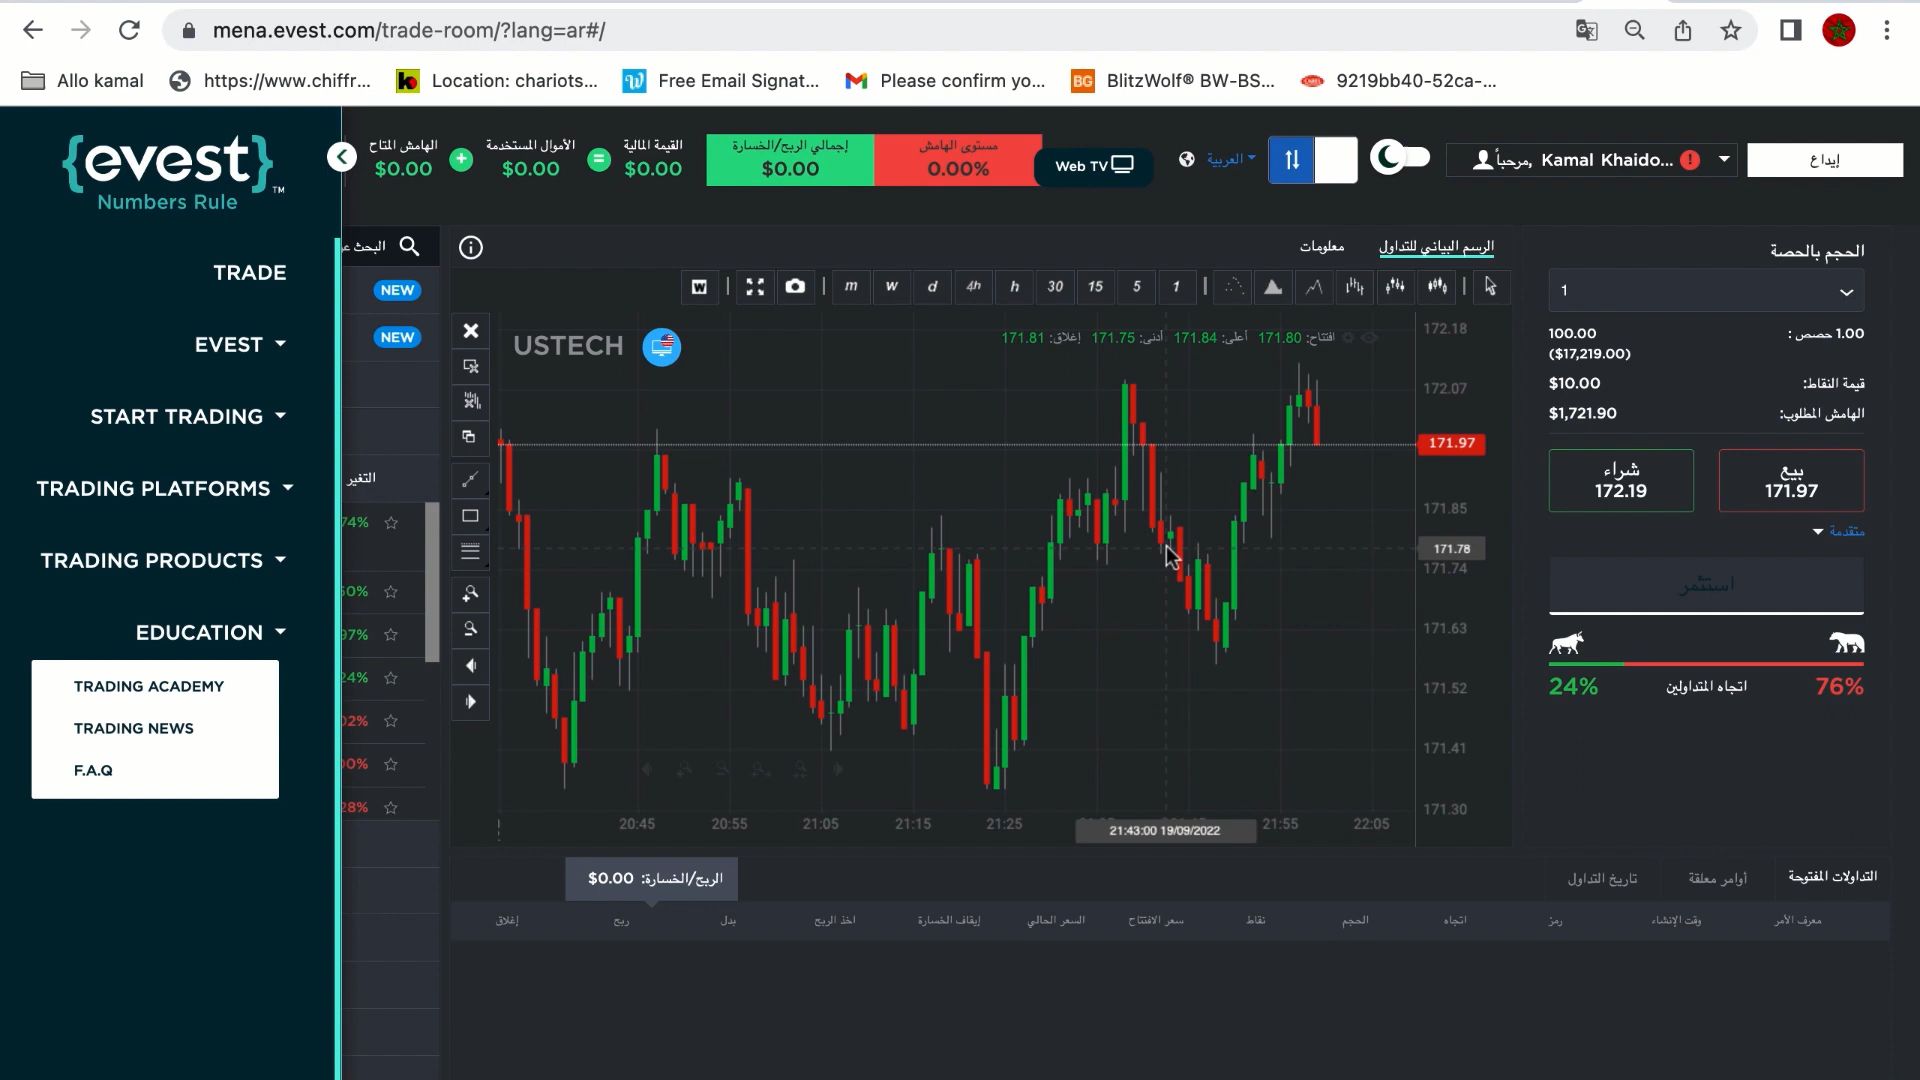 mena.evest.com/trade-room/?lang=ar#/
Allo kamal
https://www.chiffr...
Location: chariots...
Free Email Signat...
Please confirm yo...
BG
BlitzWolf® BW-BS...
9219bb40-52ca-...
{evest}™
Numbers Rule
TRADE
EVEST
START TRADING
TRADING PLATFORMS
TRADING PRODUCTS
EDUCATION
TRADING ACADEMY
TRADING NEWS
F.A.Q
الهامش المتاح
$0.00
الأموال المستخدمة
$0.00
القيمة المالية
$0.00
إجمالي الربح/الخسارة
$0.00
مستوى الهامش
0.00%
Web TV
العربية
مرحباً, Kamal Khaido...
إيداع
البحث
NEW
NEW
التغير
74%
60%
97%
24%
02%
00%
28%
معلومات
الرسم البياني للتداول
W
m w d 4h h 30 15 5 1
USTECH
افتتاح: 171.80 أعلى: 171.84 أدنى: 171.75 إغلاق: 171.81
172.18
172.07
171.97
171.85
171.78
171.74
171.63
171.52
171.41
171.30
20:45 20:55 21:05 21:15 21:25 21:55 22:05
21:43:00 19/09/2022
الحجم بالحصة
1
1.00 حصص :
100.00
($17,219.00)
قيمة النقاط:
$10.00
الهامش المطلوب:
$1,721.90
شراء
172.19
بيع
171.97
متقدمة
استثمر
24%
اتجاه المتداولين
76%
التداولات المفتوحة
أوامر معلقة
تاريخ التداول
الربح/الخسارة: $0.00
معرف الأمر وقت الإنشاء رمز اتجاه الحجم نقاط سعر الافتتاح السعر الحالي إيقاف الخسارة اخذ الربح بدل ربح إغلاق